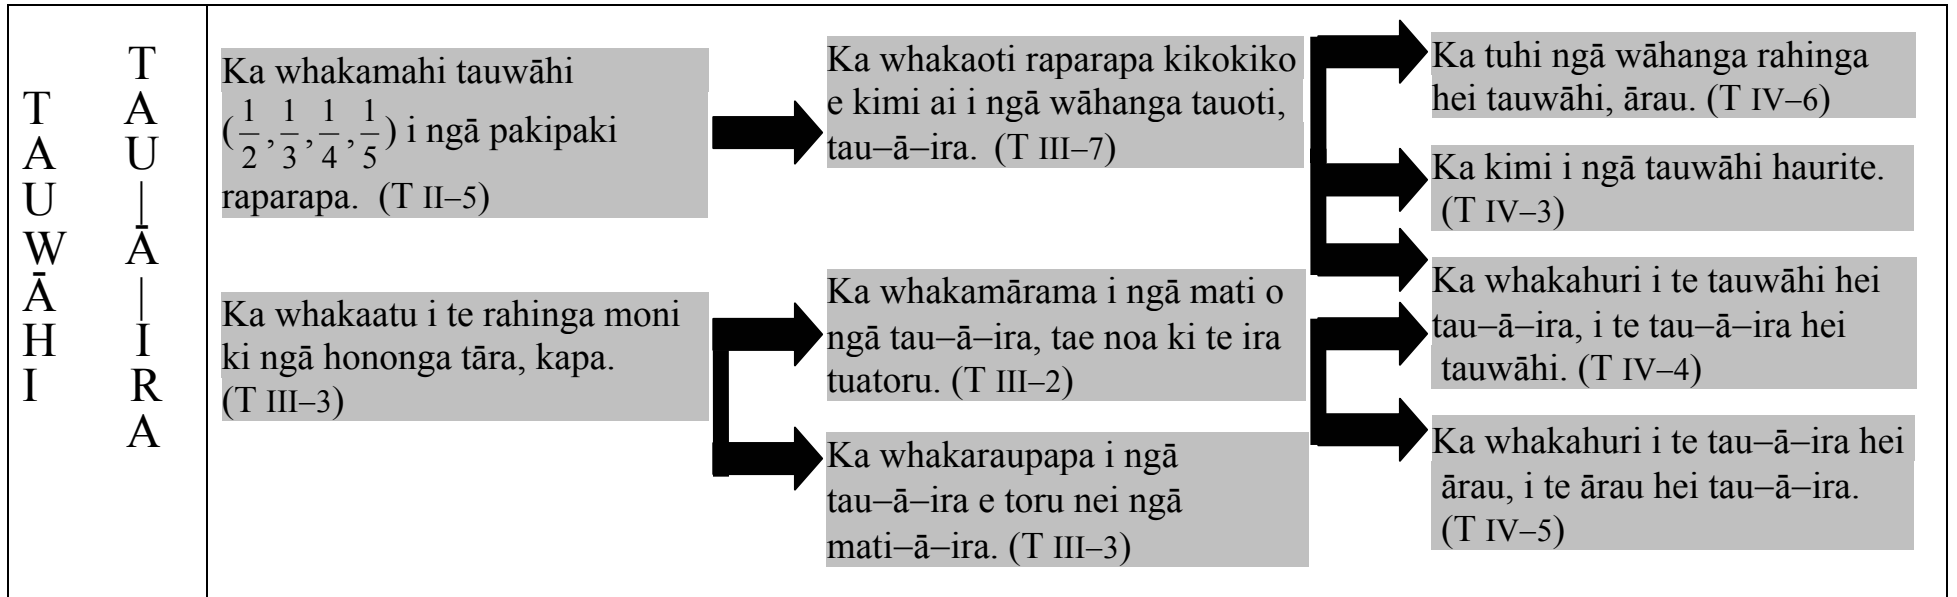 TAUWĀHI
TAU–Ā–IRA
Ka whakamahi tauwāhi
(1/2, 1/3, 1/4, 1/5) i ngā pakipaki
raparapa. (T II–5)
Ka whakaatu i te rahinga moni
ki ngā hononga tāra, kapa.
(T III–3)
Ka whakaoti raparapa kikokiko
e kimi ai i ngā wāhanga tauoti,
tau–ā–ira. (T III–7)
Ka whakamārama i ngā mati o
ngā tau–ā–ira, tae noa ki te ira
tuatoru. (T III–2)
Ka whakaraupapa i ngā
tau–ā–ira e toru nei ngā
mati–ā–ira. (T III–3)
Ka tuhi ngā wāhanga rahinga
hei tauwāhi, ārau. (T IV–6)
Ka kimi i ngā tauwāhi haurite.
(T IV–3)
Ka whakahuri i te tauwāhi hei
tau–ā–ira, i te tau–ā–ira hei
tauwāhi. (T IV–4)
Ka whakahuri i te tau–ā–ira hei
ārau, i te ārau hei tau–ā–ira.
(T IV–5)